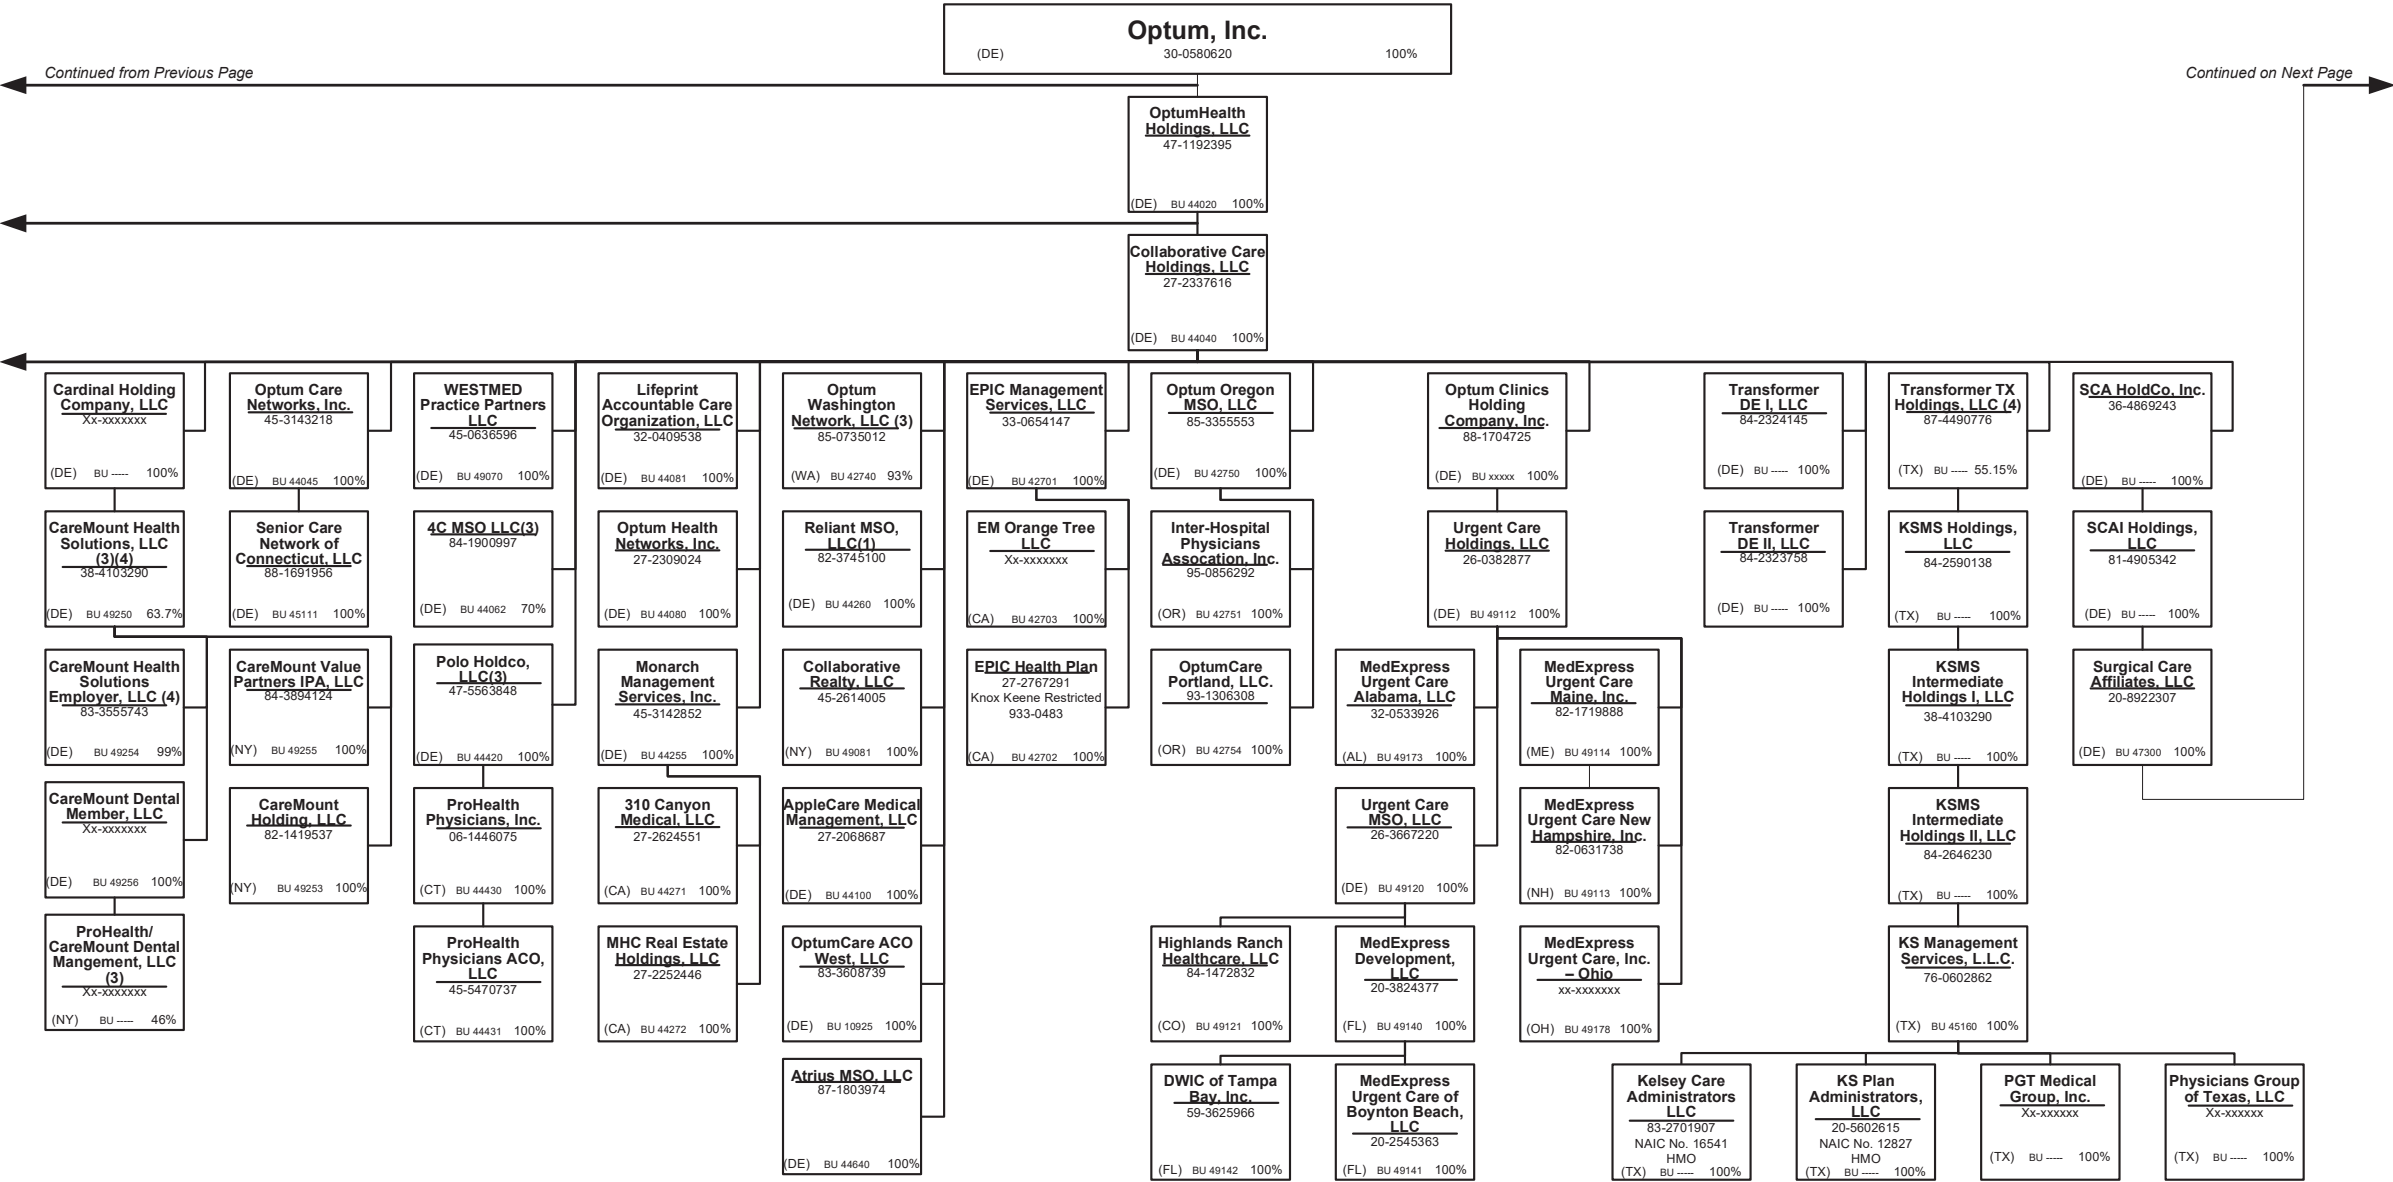 Optum, Inc.
(DE) 30-0580620 100%
Continued from Previous Page
Continued on Next Page
OptumHealth
Holdings, LLC
47-1192395
(DE) BU 44020 100%
Collaborative Care
Holdings, LLC
27-2337616
(DE) BU 44040 100%
Cardinal Holding
Company, LLC
Xx-xxxxxxx
(DE) BU ----- 100%
Optum Care
Networks, Inc.
45-3143218
(DE) BU 44045 100%
WESTMED
Practice Partners
LLC
45-0636596
(DE) BU 49070 100%
Lifeprint
Accountable Care
Organization, LLC
32-0409538
(DE) BU 44081 100%
Optum
Washington
Network, LLC (3)
85-0735012
(WA) BU 42740 93%
EPIC Management
Services, LLC
33-0654147
(DE) BU 42701 100%
Optum Oregon
MSO, LLC
85-3355553
(DE) BU 42750 100%
Optum Clinics
Holding
Company, Inc.
88-1704725
(DE) BU xxxxx 100%
Transformer
DE I, LLC
84-2324145
(DE) BU ----- 100%
Transformer TX
Holdings, LLC (4)
87-4490776
(TX) BU ----- 55.15%
SCA HoldCo, Inc.
36-4869243
(DE) BU ----- 100%
CareMount Health
Solutions, LLC
(3)(4)
38-4103290
(DE) BU 49250 63.7%
Senior Care
Network of
Connecticut, LLC
88-1691956
(DE) BU 45111 100%
4C MSO LLC(3)
84-1900997
(DE) BU 44062 70%
Optum Health
Networks, Inc.
27-2309024
(DE) BU 44080 100%
Reliant MSO,
LLC(1)
82-3745100
(DE) BU 44260 100%
EM Orange Tree
LLC
Xx-xxxxxxx
(CA) BU 42703 100%
Inter-Hospital
Physicians
Assocation, Inc.
95-0856292
(OR) BU 42751 100%
Urgent Care
Holdings, LLC
26-0382877
(DE) BU 49112 100%
Transformer
DE II, LLC
84-2323758
(DE) BU ----- 100%
KSMS Holdings,
LLC
84-2590138
(TX) BU ----- 100%
SCAI Holdings,
LLC
81-4905342
(DE) BU ----- 100%
CareMount Health
Solutions
Employer, LLC (4)
83-3555743
(DE) BU 49254 99%
CareMount Value
Partners IPA, LLC
84-3894124
(NY) BU 49255 100%
Polo Holdco,
LLC(3)
47-5563848
(DE) BU 44420 100%
Monarch
Management
Services, Inc.
45-3142852
(DE) BU 44255 100%
Collaborative
Realty, LLC
45-2614005
(NY) BU 49081 100%
EPIC Health Plan
27-2767291
Knox Keene Restricted
933-0483
(CA) BU 42702 100%
OptumCare
Portland, LLC.
93-1306308
(OR) BU 42754 100%
MedExpress
Urgent Care
Alabama, LLC
32-0533926
(AL) BU 49173 100%
MedExpress
Urgent Care
Maine, Inc.
82-1719888
(ME) BU 49114 100%
KSMS
Intermediate
Holdings I, LLC
38-4103290
(TX) BU ----- 100%
Surgical Care
Affiliates, LLC
20-8922307
(DE) BU 47300 100%
CareMount Dental
Member, LLC
Xx-xxxxxxx
(DE) BU 49256 100%
CareMount
Holding, LLC
82-1419537
(NY) BU 49253 100%
ProHealth
Physicians, Inc.
06-1446075
(CT) BU 44430 100%
310 Canyon
Medical, LLC
27-2624551
(CA) BU 44271 100%
AppleCare Medical
Management, LLC
27-2068687
(DE) BU 44100 100%
Urgent Care
MSO, LLC
26-3667220
(DE) BU 49120 100%
MedExpress
Urgent Care New
Hampshire, Inc.
82-0631738
(NH) BU 49113 100%
KSMS
Intermediate
Holdings II, LLC
84-2646230
(TX) BU ----- 100%
ProHealth/
CareMount Dental
Mangement, LLC
(3)
Xx-xxxxxxx
(NY) BU ----- 46%
ProHealth
Physicians ACO,
LLC
45-5470737
(CT) BU 44431 100%
MHC Real Estate
Holdings, LLC
27-2252446
(CA) BU 44272 100%
OptumCare ACO
West, LLC
83-3608739
(DE) BU 10925 100%
Highlands Ranch
Healthcare, LLC
84-1472832
(CO) BU 49121 100%
MedExpress
Development,
LLC
20-3824377
(FL) BU 49140 100%
MedExpress
Urgent Care, Inc.
– Ohio
xx-xxxxxxx
(OH) BU 49178 100%
KS Management
Services, L.L.C.
76-0602862
(TX) BU 45160 100%
Atrius MSO, LLC
87-1803974
(DE) BU 44640 100%
DWIC of Tampa
Bay, Inc.
59-3625966
(FL) BU 49142 100%
MedExpress
Urgent Care of
Boynton Beach,
LLC
20-2545363
(FL) BU 49141 100%
Kelsey Care
Administrators
LLC
83-2701907
NAIC No. 16541
HMO
(TX) BU ----- 100%
KS Plan
Administrators,
LLC
20-5602615
NAIC No. 12827
HMO
(TX) BU ----- 100%
PGT Medical
Group, Inc.
Xx-xxxxxx
(TX) BU ----- 100%
Physicians Group
of Texas, LLC
Xx-xxxxxx
(TX) BU ----- 100%